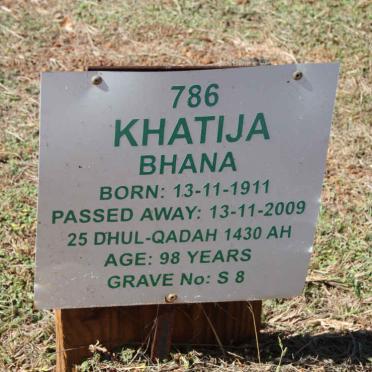 786
KHATIJA
BHANA
BORN: 13-11-1911
PASSED AWAY: 13-11-2009
25 DHUL-QADAH 1430 AH
AGE: 98 YEARS
GRAVE No: S 8